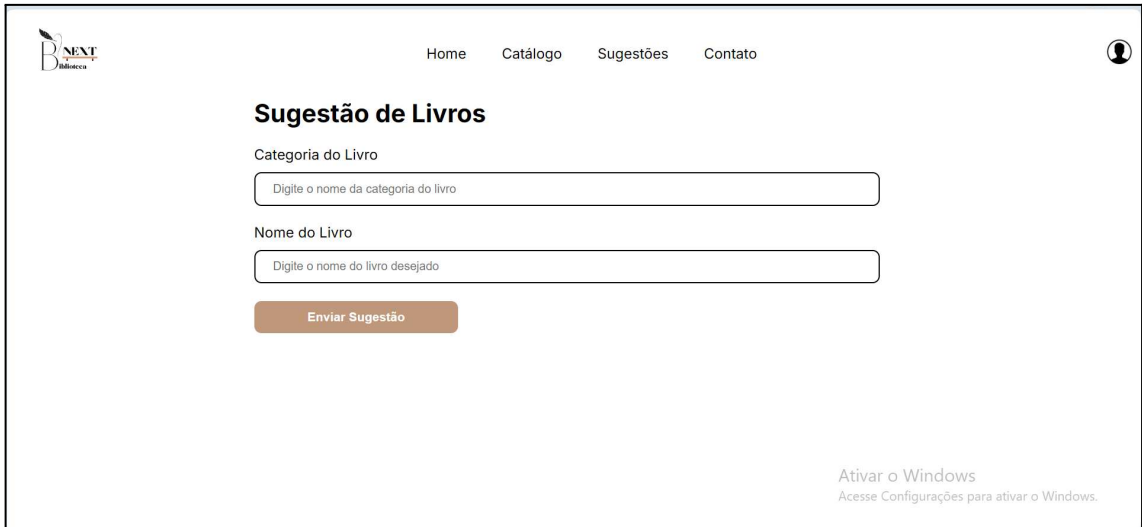 B NEXT
Biblioteca
Home Catálogo Sugestões Contato
Sugestão de Livros
Categoria do Livro
Digite o nome da categoria do livro
Nome do Livro
Digite o nome do livro desejado
Enviar Sugestão
Ativar o Windows
Acesse Configurações para ativar o Windows.